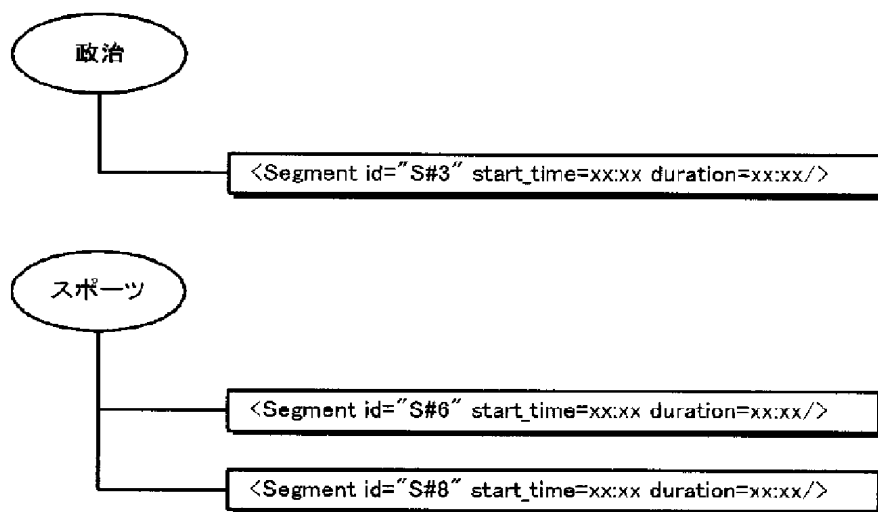 政治
<Segment id="S#3" start_time=xx:xx duration=xx:xx/>
スポーツ
<Segment id="S#6" start_time=xx:xx duration=xx:xx/>
<Segment id="S#8" start_time=xx:xx duration=xx:xx/>